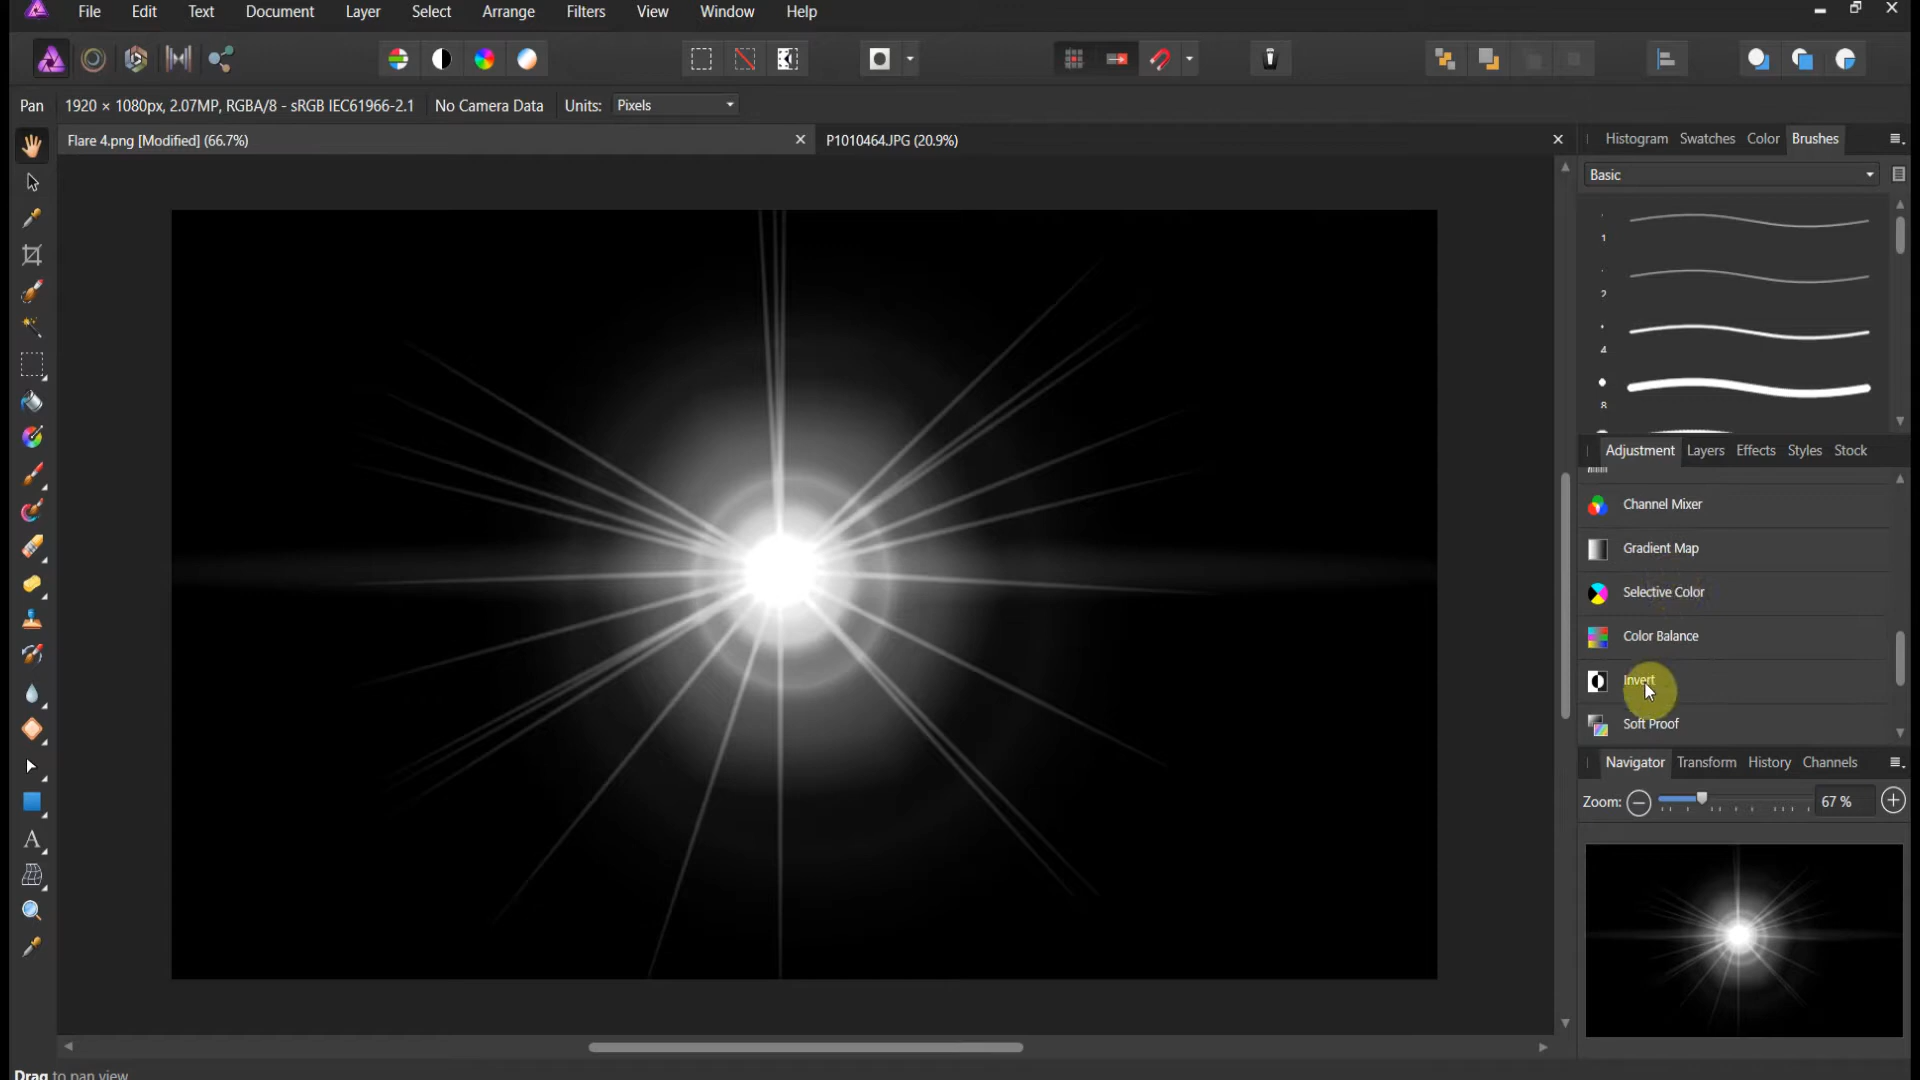 File Edit Text Document Layer Select Arrange Filters View Window Help
Pan 1920 × 1080px, 2.07MP, RGBA/8 - sRGB IEC61966-2.1 No Camera Data Units: Pixels
Flare 4.png [Modified] (66.7%) P1010464.JPG (20.9%)
Histogram Swatches Color Brushes
Basic
1
2
4
8
Adjustment Layers Effects Styles Stock
Channel Mixer
Gradient Map
Selective Color
Color Balance
Invert
Soft Proof
Navigator Transform History Channels
Zoom: 67 %
Drag to pan view